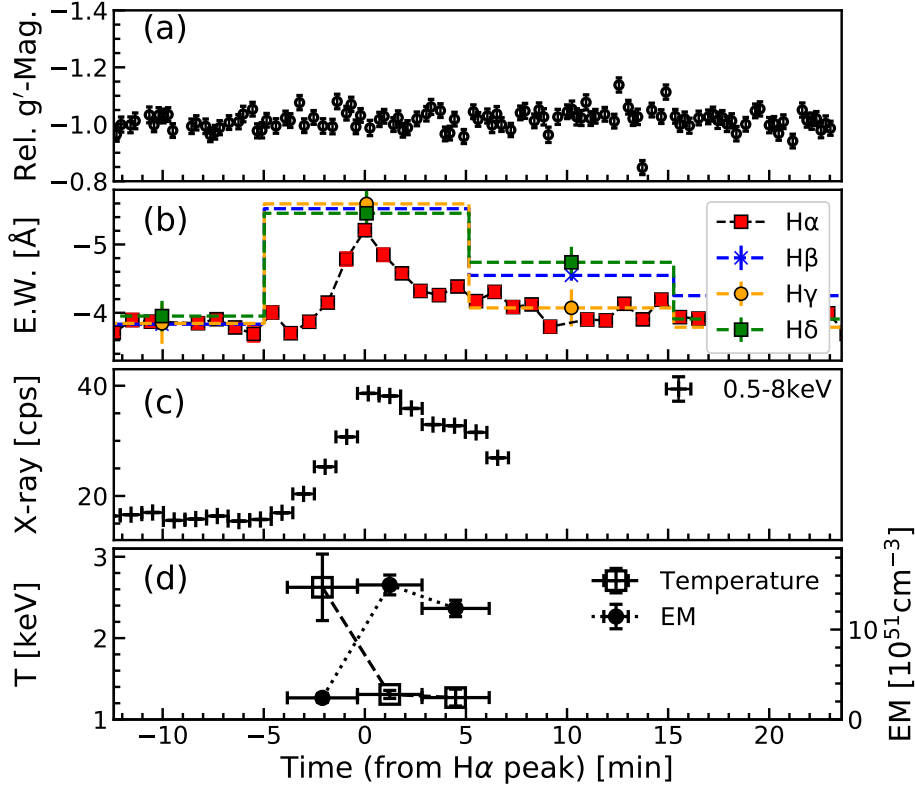 (a)
Rel. g′-Mag.
−1.4
−1.2
−1.0
−0.8
(b)
E.W. [Å]
−5
−4
Hα
Hβ
Hγ
Hδ
(c)
X-ray [cps]
40
20
0.5-8keV
(d)
T [keV]
3
2
1
Temperature
EM
10
0
EM [10⁵¹cm⁻³]
−10 −5 0 5 10 15 20
Time (from Hα peak) [min]